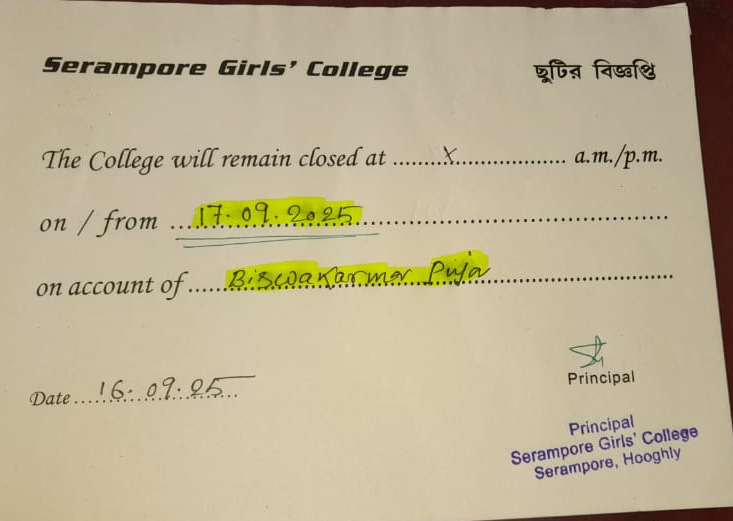 Serampore Girls' College
ছুটির বিজ্ঞপ্তি
The College will remain closed at ........x........................ a.m./p.m.
on / from ...17.09.2025..........................................................
on account of.....Biswakarmar Puja....................................
Date....16.09.25....
Principal
Principal
Serampore Girls' College
Serampore, Hooghly